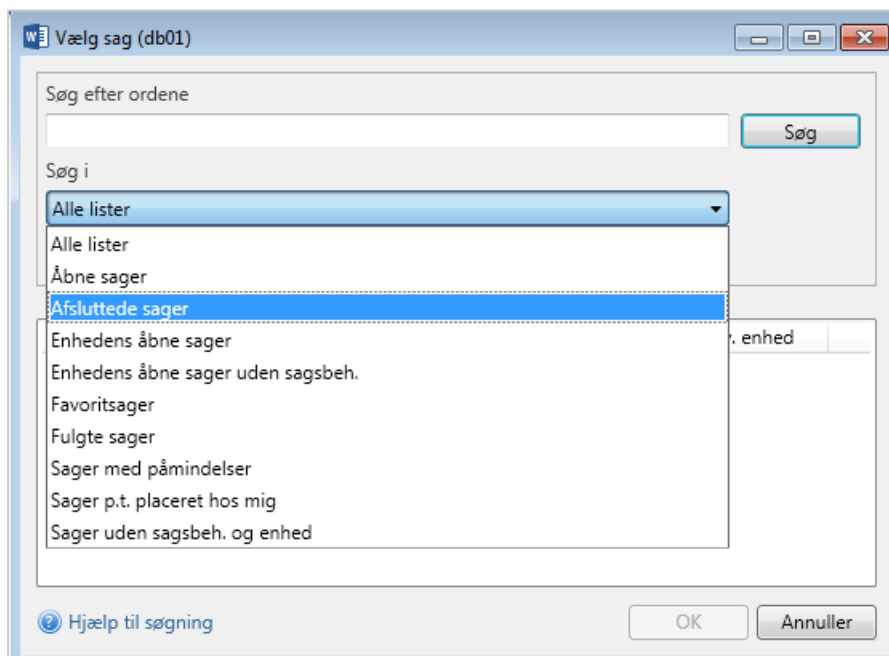 Vælg sag (db01)
Søg efter ordene
Søg
Søg i
Alle lister
Alle lister
Åbne sager
Afsluttede sager
Enhedens åbne sager
Enhedens åbne sager uden sagsbeh.
Favoritsager
Fulgte sager
Sager med påmindelser
Sager p.t. placeret hos mig
Sager uden sagsbeh. og enhed
enhed
Hjælp til søgning
OK
Annuller